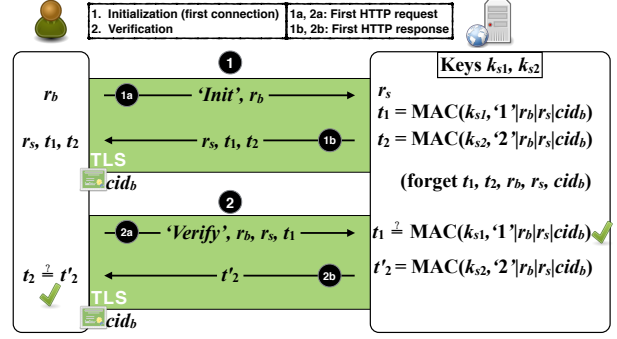 1. Initialization (first connection)
2. Verification
1a, 2a: First HTTP request
1b, 2b: First HTTP response
1
Keys ks1, ks2
rb
1a
'Init', rb
rs
t1 = MAC(ks1,'1'|rb|rs|cidb)
rs, t1, t2
rs, t1, t2
1b
t2 = MAC(ks2,'2'|rb|rs|cidb)
TLS
cidb
(forget t1, t2, rb, rs, cidb)
2
2a
'Verify', rb, rs, t1
t1 ≟ MAC(ks1,'1'|rb|rs|cidb)
t2 ≟ t'2
t'2
2b
t'2 = MAC(ks2,'2'|rb|rs|cidb)
TLS
cidb